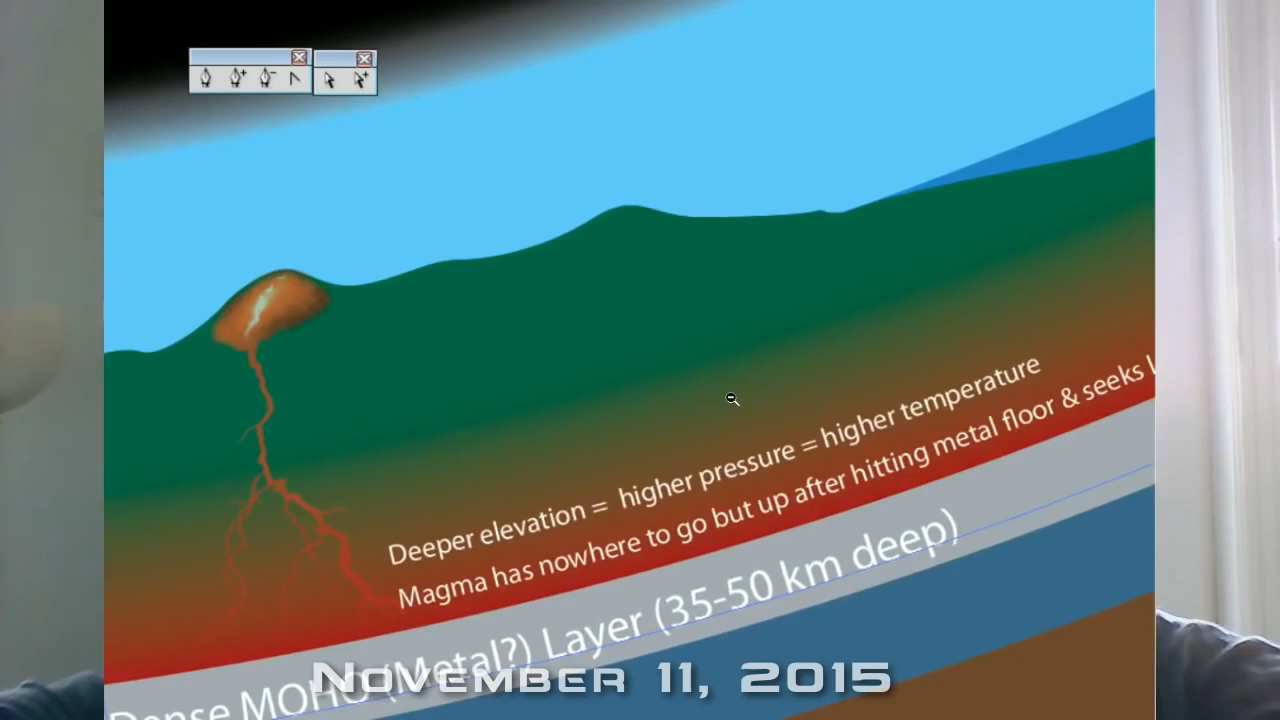 Deeper elevation = higher pressure = higher temperature
Magma has nowhere to go but up after hitting metal floor & seeks
Dense MOHO (Metal?) Layer (35-50 km deep)
November 11, 2015